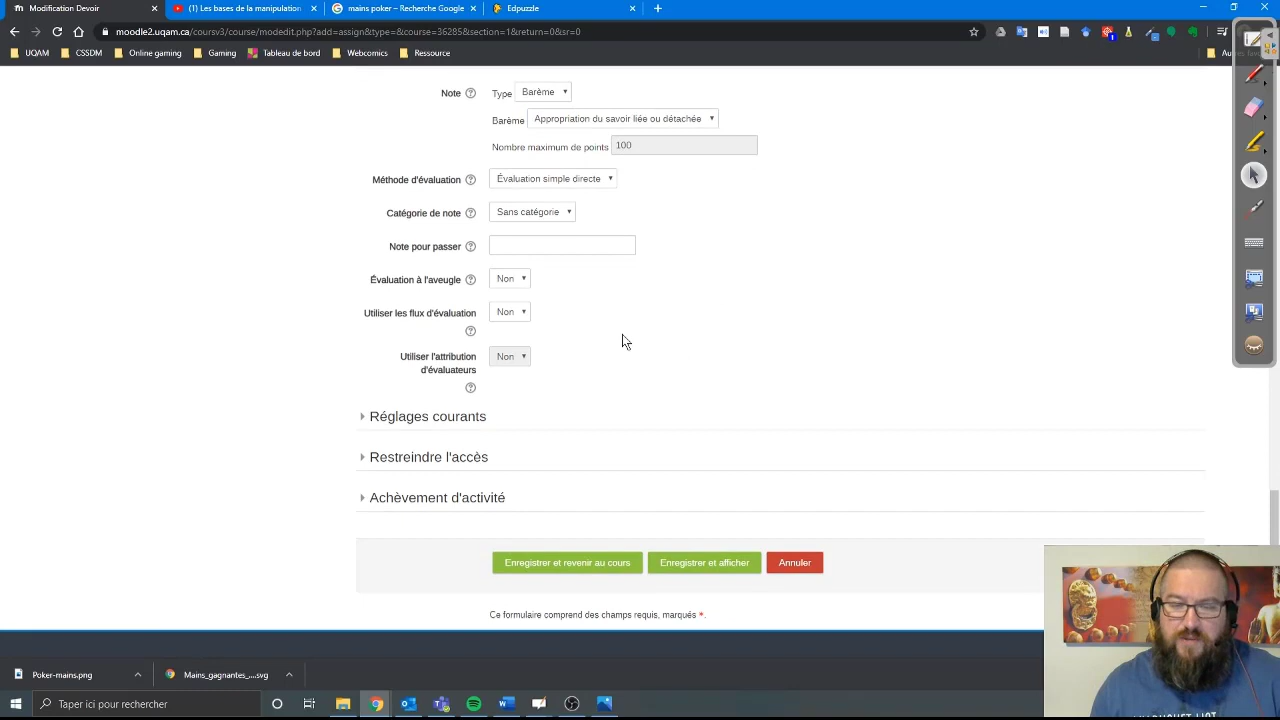 Modification Devoir
(1) Les bases de la manipulation
mains poker – Recherche Google
Edpuzzle
moodle2.uqam.ca/coursv3/course/modedit.php?add=assign&type=&course=36285&section=1&return=0&sr=0
UQAM
CSSDM
Online gaming
Gaming
Tableau de bord
Webcomics
Ressource
Note
Type
Barème
Barème
Appropriation du savoir liée ou détachée
Nombre maximum de points
100
Méthode d'évaluation
Évaluation simple directe
Catégorie de note
Sans catégorie
Note pour passer
Évaluation à l'aveugle
Non
Utiliser les flux d'évaluation
Non
Utiliser l'attribution
d'évaluateurs
Non
Réglages courants
Restreindre l'accès
Achèvement d'activité
Enregistrer et revenir au cours
Enregistrer et afficher
Annuler
Ce formulaire comprend des champs requis, marqués *.
Poker-mains.png
Mains_gagnantes_....svg
Taper ici pour rechercher